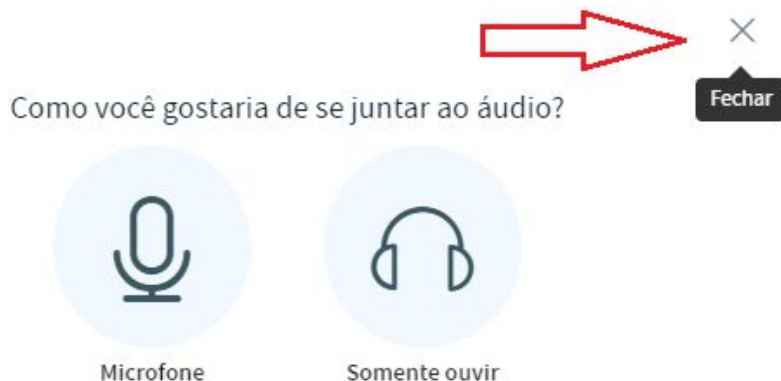 Fechar
Como você gostaria de se juntar ao áudio?
Microfone
Somente ouvir